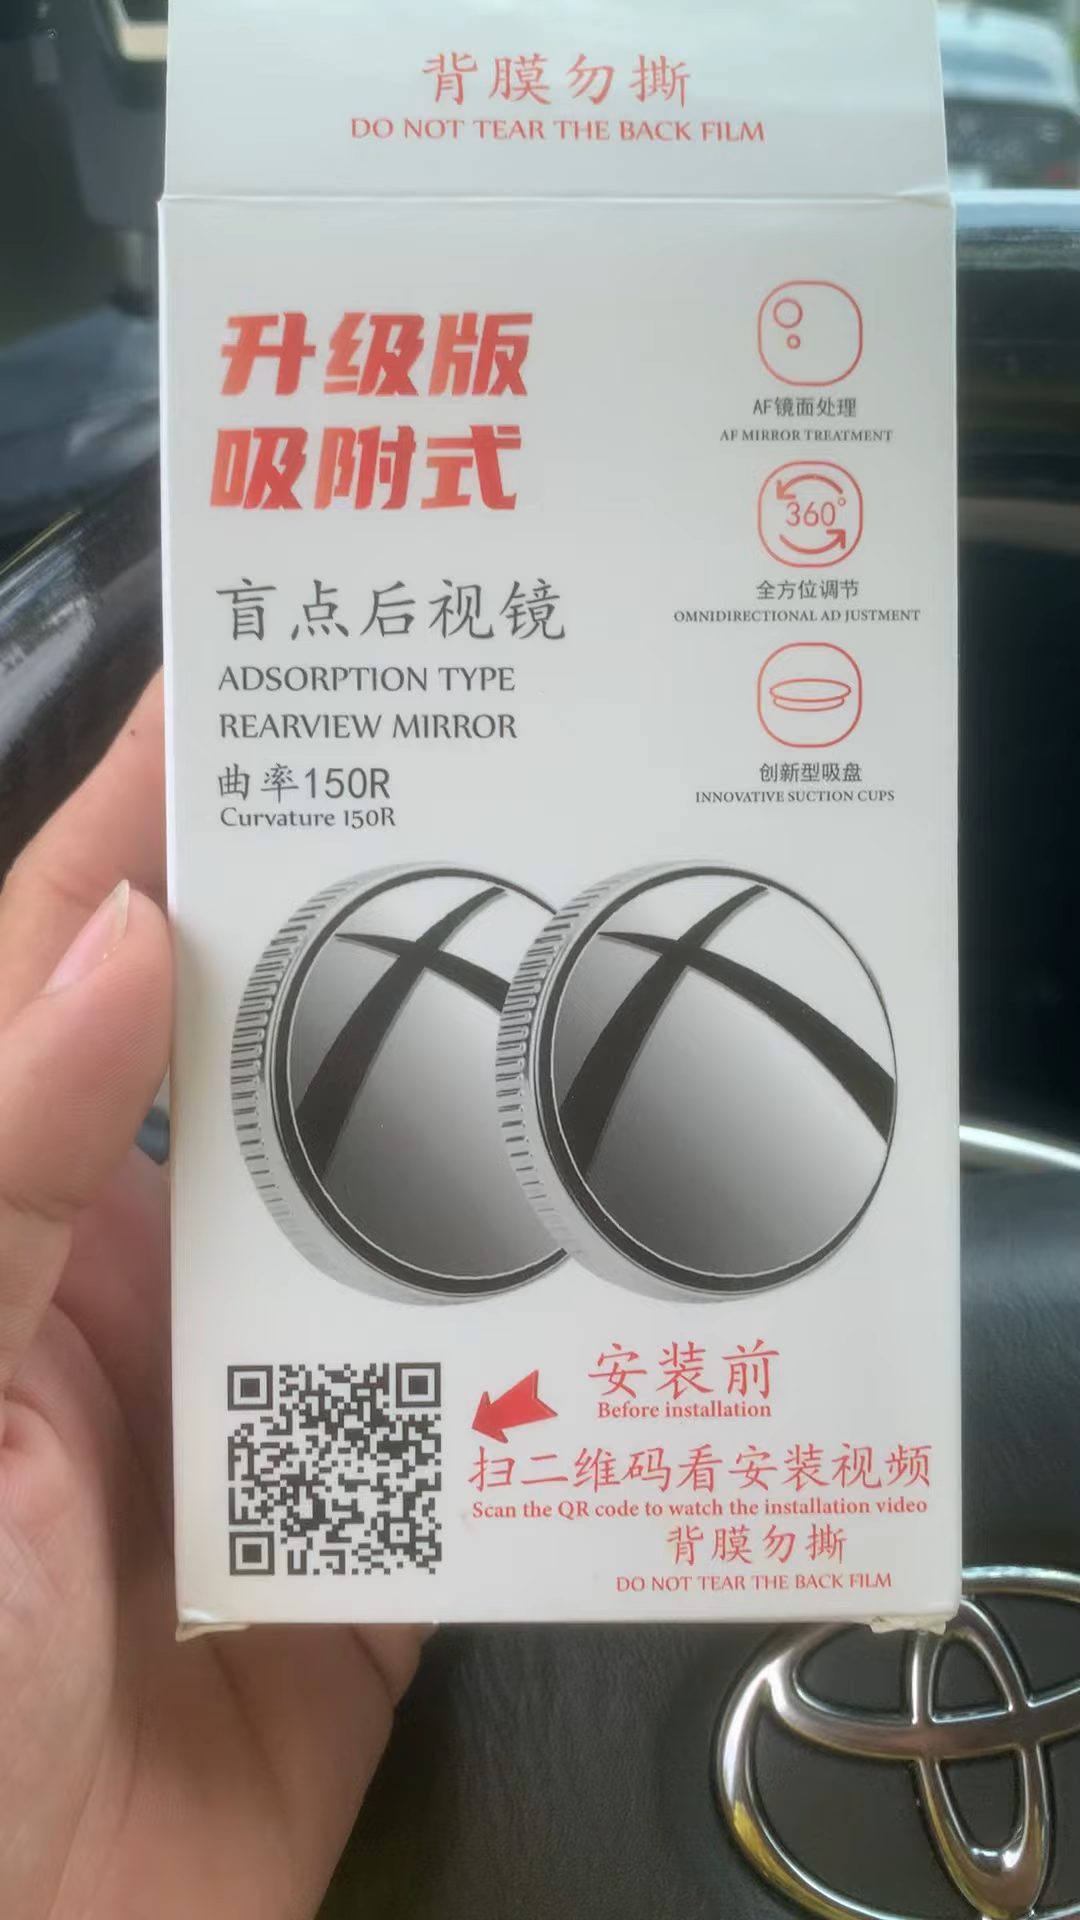 背膜勿撕
DO NOT TEAR THE BACK FILM
升级版
吸附式
盲点后视镜
ADSORPTION TYPE
REARVIEW MIRROR
曲率150R
Curvature 150R
AF镜面处理
AF MIRROR TREATMENT
360°
全方位调节
OMNIDIRECTIONAL AD JUSTMENT
创新型吸盘
INNOVATIVE SUCTION CUPS
安装前
Before installation
扫二维码看安装视频
Scan the QR code to watch the installation video
背膜勿撕
DO NOT TEAR THE BACK FILM